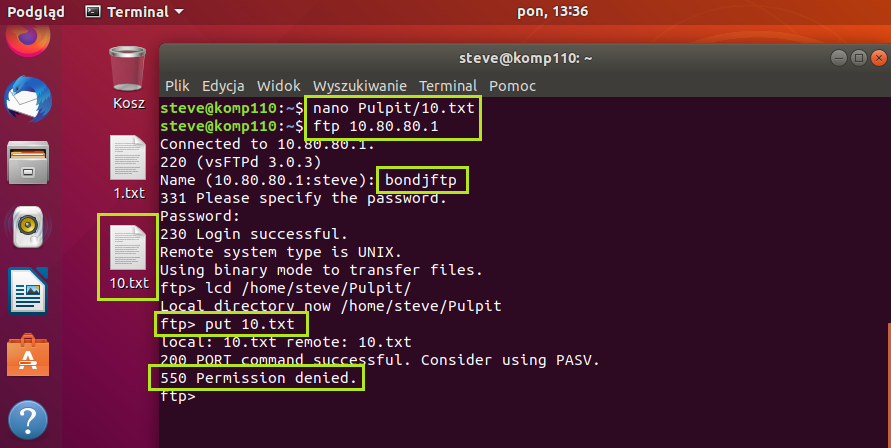 Podgląd
Terminal
pon, 13:36
steve@komp110: ~
Plik Edycja Widok Wyszukiwanie Terminal Pomoc
Kosz
1.txt
10.txt
steve@komp110:~$ nano Pulpit/10.txt
steve@komp110:~$ ftp 10.80.80.1
Connected to 10.80.80.1.
220 (vsFTPd 3.0.3)
Name (10.80.80.1:steve): bondjftp
331 Please specify the password.
Password:
230 Login successful.
Remote system type is UNIX.
Using binary mode to transfer files.
ftp> lcd /home/steve/Pulpit/
Local directory now /home/steve/Pulpit
ftp> put 10.txt
local: 10.txt remote: 10.txt
200 PORT command successful. Consider using PASV.
550 Permission denied.
ftp>